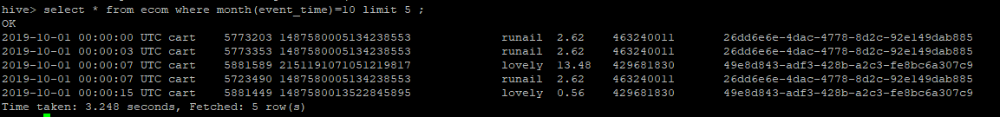 hive> select * from ecom where month(event_time)=10 limit 5 ;
OK
2019-10-01 00:00:00 UTC cart 5773203 1487580005134238553 runail 2.62 463240011 26dd6e6e-4dac-4778-8d2c-92e149dab885
2019-10-01 00:00:03 UTC cart 5773353 1487580005134238553 runail 2.62 463240011 26dd6e6e-4dac-4778-8d2c-92e149dab885
2019-10-01 00:00:07 UTC cart 5881589 2151191071051219817 lovely 13.48 429681830 49e8d843-adf3-428b-a2c3-fe8bc6a307c9
2019-10-01 00:00:07 UTC cart 5723490 1487580005134238553 runail 2.62 463240011 26dd6e6e-4dac-4778-8d2c-92e149dab885
2019-10-01 00:00:15 UTC cart 5881449 1487580013522845895 lovely 0.56 429681830 49e8d843-adf3-428b-a2c3-fe8bc6a307c9
Time taken: 3.248 seconds, Fetched: 5 row(s)